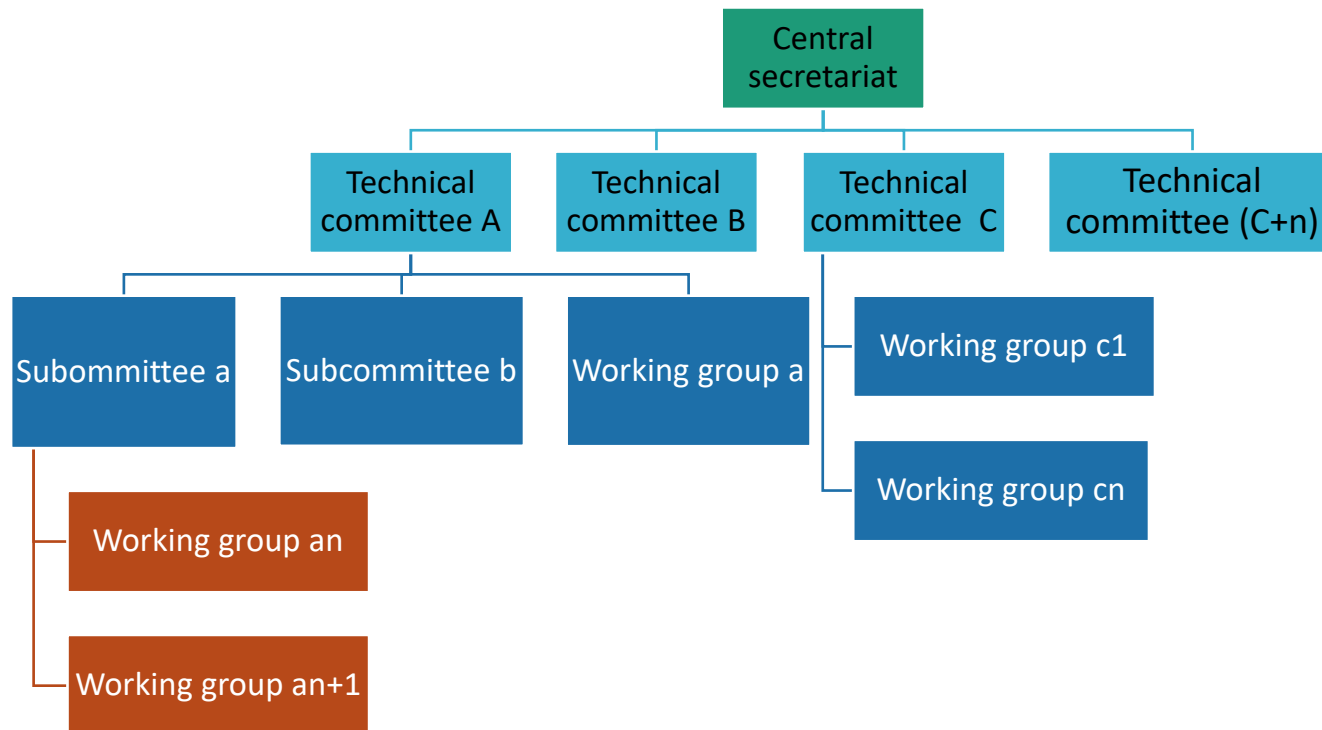 Central
secretariat
Technical
committee A
Technical
committee B
Technical
committee  C
Technical
committee (C+n)
Subommittee a
Subcommittee b
Working group a
Working group c1
Working group cn
Working group an
Working group an+1